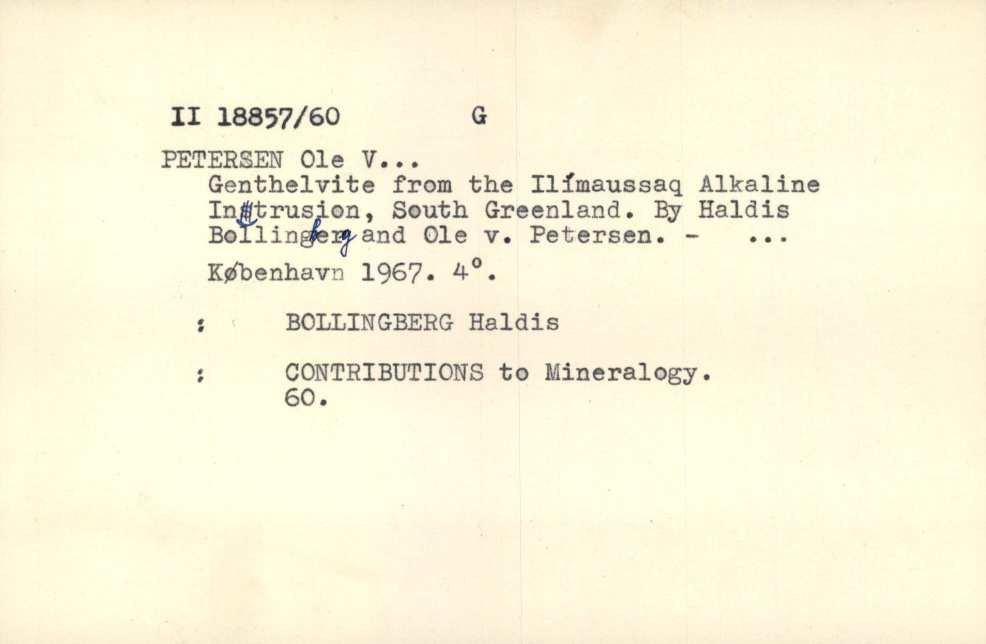 II 18857/60 G
PETERSEN Ole V...
Genthelvite from the Ilímaussaq Alkaline
Intrusion, South Greenland. By Haldis
Bollingberg and Ole v. Petersen. - ...
København 1967. 4°.
: BOLLINGBERG Haldis
: CONTRIBUTIONS to Mineralogy.
60.